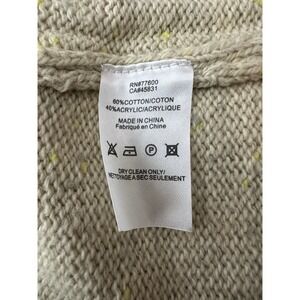 RN#77600
CA#45831
60%COTTON/COTON
40%ACRYLIC/ACRYLIQUE
MADE IN CHINA
Fabriqué en Chine
P
DRY CLEAN ONLY/
NETTOYAGE A SEC SEULEMENT